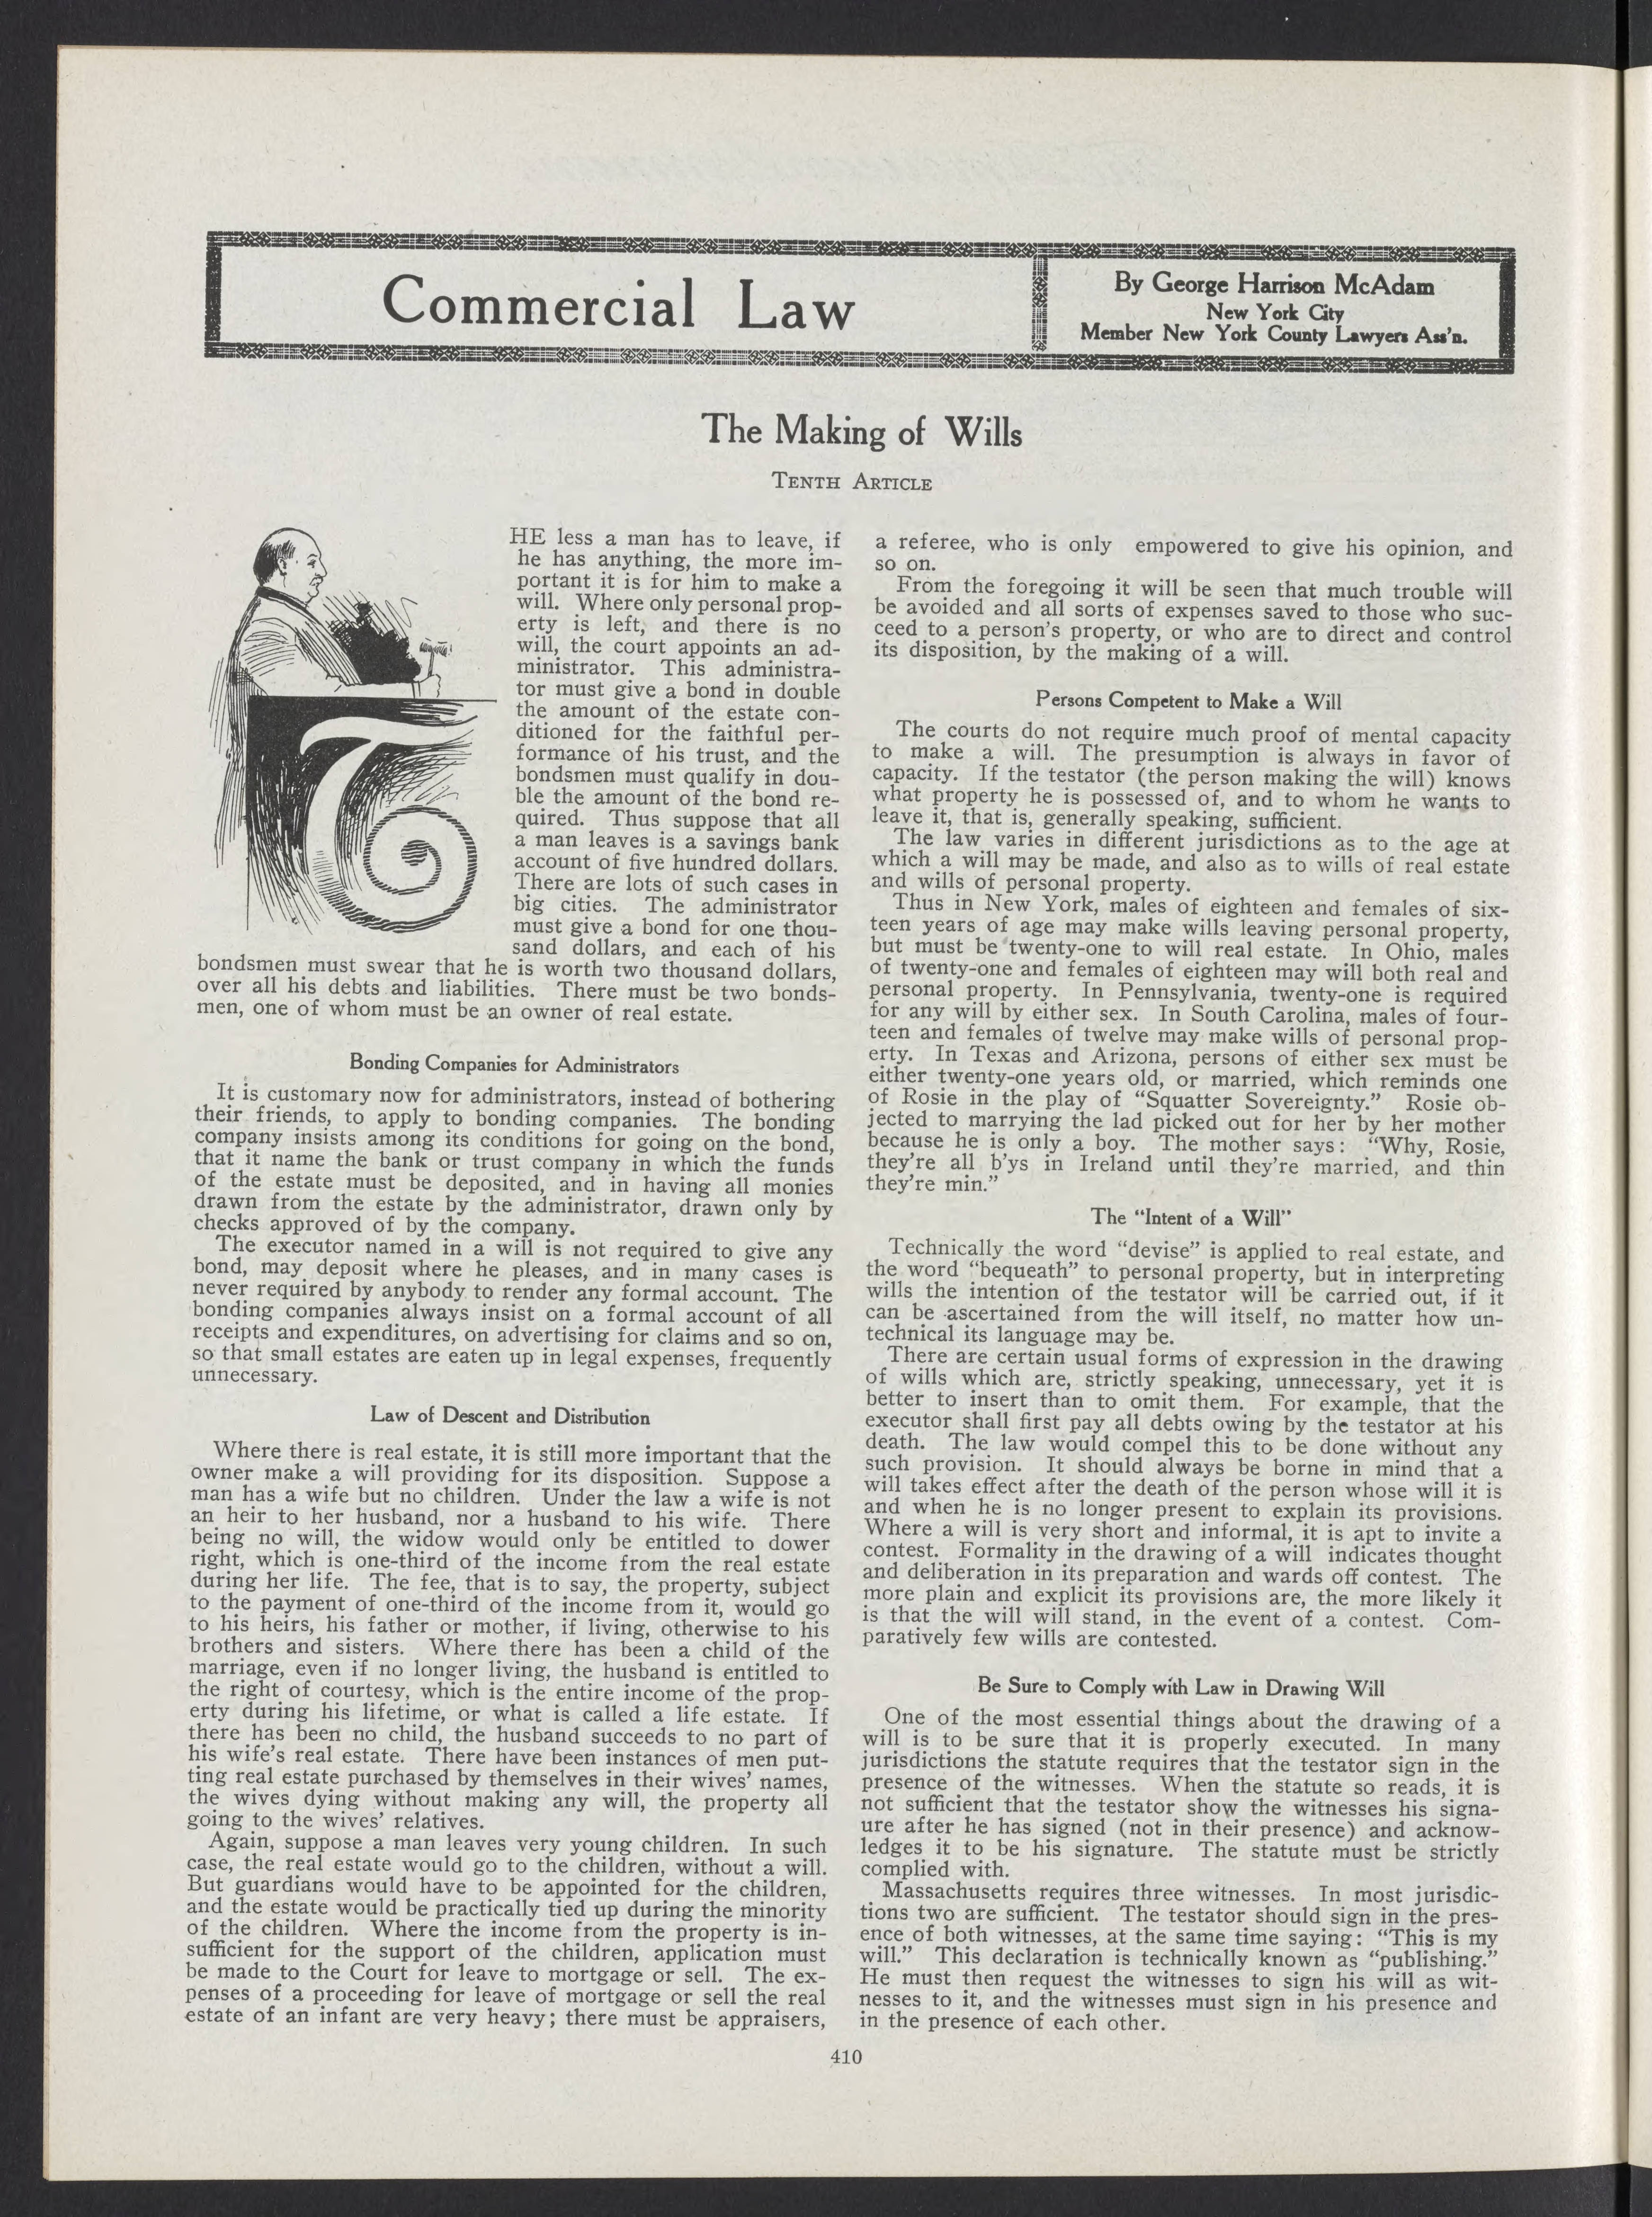 Commercial Law
By George Harrison McAdam
New York City
Member New York County Lawyers Ass'n.
The Making of Wills
TENTH ARTICLE
THE less a man has to leave, if
he has anything, the more im-
portant it is for him to make a
will. Where only personal prop-
erty is left, and there is no
will, the court appoints an ad-
ministrator. This administra-
tor must give a bond in double
the amount of the estate con-
ditioned for the faithful per-
formance of his trust, and the
bondsmen must qualify in dou-
ble the amount of the bond re-
quired. Thus suppose that all
a man leaves is a savings bank
account of five hundred dollars.
There are lots of such cases in
big cities. The administrator
must give a bond for one thou-
sand dollars, and each of his
bondsmen must swear that he is worth two thousand dollars,
over all his debts and liabilities. There must be two bonds-
men, one of whom must be an owner of real estate.
Bonding Companies for Administrators
It is customary now for administrators, instead of bothering
their friends, to apply to bonding companies. The bonding
company insists among its conditions for going on the bond,
that it name the bank or trust company in which the funds
of the estate must be deposited, and in having all monies
drawn from the estate by the administrator, drawn only by
checks approved of by the company.
The executor named in a will is not required to give any
bond, may deposit where he pleases, and in many cases is
never required by anybody to render any formal account. The
bonding companies always insist on a formal account of all
receipts and expenditures, on advertising for claims and so on,
so that small estates are eaten up in legal expenses, frequently
unnecessary.
Law of Descent and Distribution
Where there is real estate, it is still more important that the
owner make a will providing for its disposition. Suppose a
man has a wife but no children. Under the law a wife is not
an heir to her husband, nor a husband to his wife. There
being no will, the widow would only be entitled to dower
right, which is one-third of the income from the real estate
during her life. The fee, that is to say, the property, subject
to the payment of one-third of the income from it, would go
to his heirs, his father or mother, if living, otherwise to his
brothers and sisters. Where there has been a child of the
marriage, even if no longer living, the husband is entitled to
the right of courtesy, which is the entire income of the prop-
erty during his lifetime, or what is called a life estate. If
there has been no child, the husband succeeds to no part of
his wife's real estate. There have been instances of men put-
ting real estate purchased by themselves in their wives' names,
the wives dying without making any will, the property all
going to the wives' relatives.
Again, suppose a man leaves very young children. In such
case, the real estate would go to the children, without a will.
But guardians would have to be appointed for the children,
and the estate would be practically tied up during the minority
of the children. Where the income from the property is in-
sufficient for the support of the children, application must
be made to the Court for leave to mortgage or sell. The ex-
penses of a proceeding for leave of mortgage or sell the real
estate of an infant are very heavy; there must be appraisers,
a referee, who is only empowered to give his opinion, and
so on.
From the foregoing it will be seen that much trouble will
be avoided and all sorts of expenses saved to those who suc-
ceed to a person's property, or who are to direct and control
its disposition, by the making of a will.
Persons Competent to Make a Will
The courts do not require much proof of mental capacity
to make a will. The presumption is always in favor of
capacity. If the testator (the person making the will) knows
what property he is possessed of, and to whom he wants to
leave it, that is, generally speaking, sufficient.
The law varies in different jurisdictions as to the age at
which a will may be made, and also as to wills of real estate
and wills of personal property.
Thus in New York, males of eighteen and females of six-
teen years of age may make wills leaving personal property,
but must be twenty-one to will real estate. In Ohio, males
of twenty-one and females of eighteen may will both real and
personal property. In Pennsylvania, twenty-one is required
for any will by either sex. In South Carolina, males of four-
teen and females of twelve may make wills of personal prop-
erty. In Texas and Arizona, persons of either sex must be
either twenty-one years old, or married, which reminds one
of Rosie in the play of "Squatter Sovereignty." Rosie ob-
jected to marrying the lad picked out for her by her mother
because he is only a boy. The mother says: "Why, Rosie,
they're all b'ys in Ireland until they're married, and thin
they're min."
The "Intent of a Will"
Technically the word "devise" is applied to real estate, and
the word "bequeath" to personal property, but in interpreting
wills the intention of the testator will be carried out, if it
can be ascertained from the will itself, no matter how un-
technical its language may be.
There are certain usual forms of expression in the drawing
of wills which are, strictly speaking, unnecessary, yet it is
better to insert than to omit them. For example, that the
executor shall first pay all debts owing by the testator at his
death. The law would compel this to be done without any
such provision. It should always be borne in mind that a
will takes effect after the death of the person whose will it is
and when he is no longer present to explain its provisions.
Where a will is very short and informal, it is apt to invite a
contest. Formality in the drawing of a will indicates thought
and deliberation in its preparation and wards off contest. The
more plain and explicit its provisions are, the more likely it
is that the will will stand, in the event of a contest. Com-
paratively few wills are contested.
Be Sure to Comply with Law in Drawing Will
One of the most essential things about the drawing of a
will is to be sure that it is properly executed. In many
jurisdictions the statute requires that the testator sign in the
presence of the witnesses. When the statute so reads, it is
not sufficient that the testator show the witnesses his signa-
ure after he has signed (not in their presence) and acknow-
ledges it to be his signature. The statute must be strictly
complied with.
Massachusetts requires three witnesses. In most jurisdic-
tions two are sufficient. The testator should sign in the pres-
ence of both witnesses, at the same time saying: "This is my
will." This declaration is technically known as "publishing."
He must then request the witnesses to sign his will as wit-
nesses to it, and the witnesses must sign in his presence and
in the presence of each other.
410